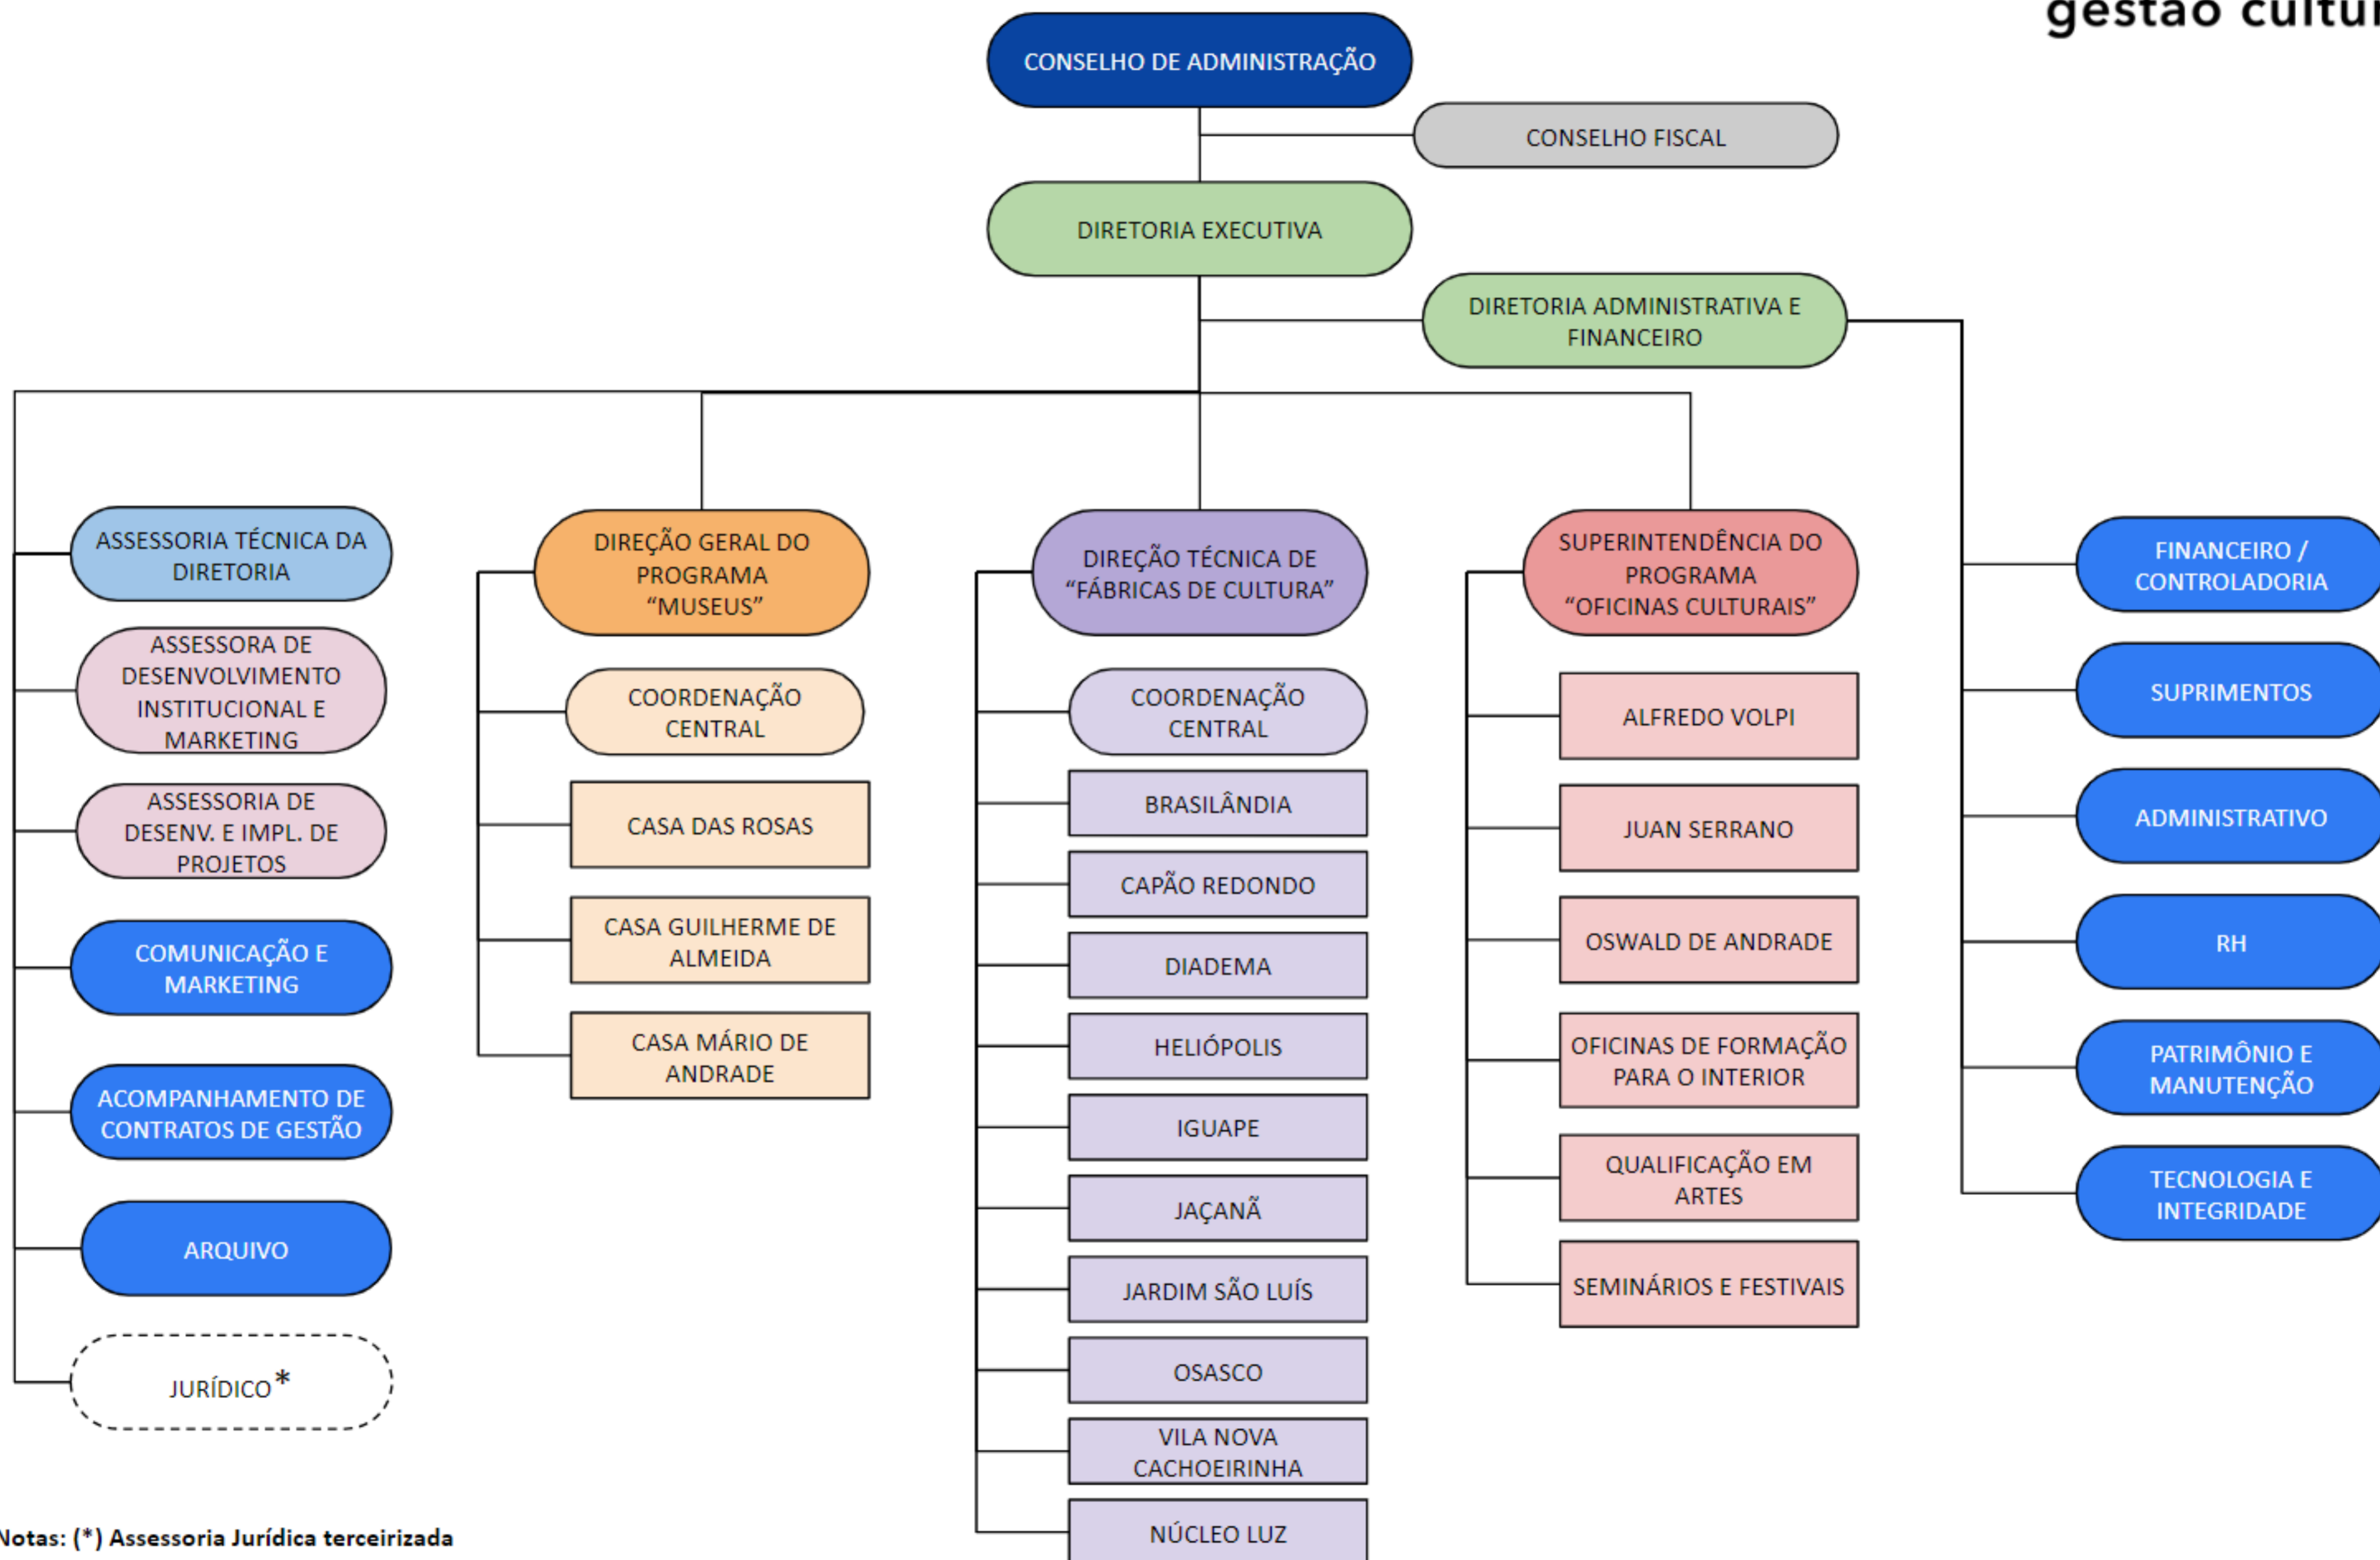 gestão cultur
CONSELHO DE ADMINISTRAÇÃO
CONSELHO FISCAL
DIRETORIA EXECUTIVA
DIRETORIA ADMINISTRATIVA E
FINANCEIRO
ASSESSORIA TÉCNICA DA
DIRETORIA
ASSESSORA DE
DESENVOLVIMENTO
INSTITUCIONAL E
MARKETING
ASSESSORIA DE
DESENV. E IMPL. DE
PROJETOS
COMUNICAÇÃO E
MARKETING
ACOMPANHAMENTO DE
CONTRATOS DE GESTÃO
ARQUIVO
JURÍDICO*
DIREÇÃO GERAL DO
PROGRAMA
“MUSEUS”
COORDENAÇÃO
CENTRAL
CASA DAS ROSAS
CASA GUILHERME DE
ALMEIDA
CASA MÁRIO DE
ANDRADE
DIREÇÃO TÉCNICA DE
“FÁBRICAS DE CULTURA”
COORDENAÇÃO
CENTRAL
BRASILÂNDIA
CAPÃO REDONDO
DIADEMA
HELIÓPOLIS
IGUAPE
JAÇANÃ
JARDIM SÃO LUÍS
OSASCO
VILA NOVA
CACHOEIRINHA
NÚCLEO LUZ
SUPERINTENDÊNCIA DO
PROGRAMA
“OFICINAS CULTURAIS”
ALFREDO VOLPI
JUAN SERRANO
OSWALD DE ANDRADE
OFICINAS DE FORMAÇÃO
PARA O INTERIOR
QUALIFICAÇÃO EM
ARTES
SEMINÁRIOS E FESTIVAIS
FINANCEIRO /
CONTROLADORIA
SUPRIMENTOS
ADMINISTRATIVO
RH
PATRIMÔNIO E
MANUTENÇÃO
TECNOLOGIA E
INTEGRIDADE
Notas: (*) Assessoria Jurídica terceirizada